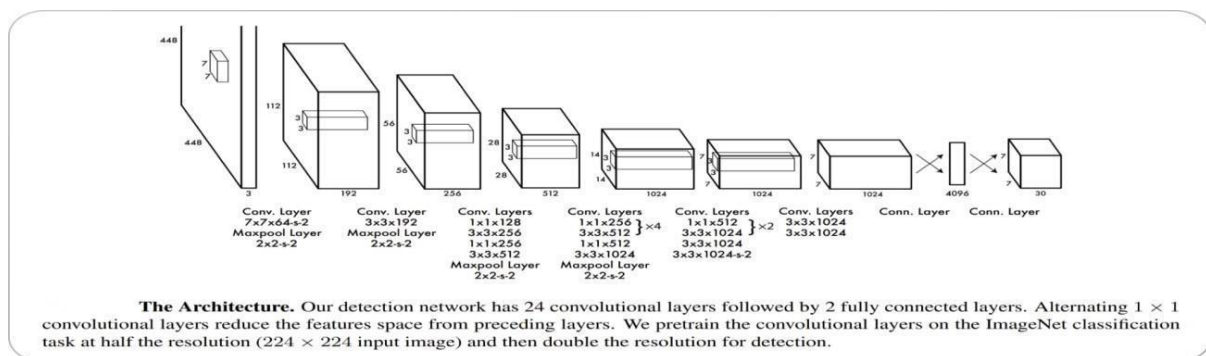 448
7
7
448
3
112
3
3
112
192
56
3
3
56
256
28
3
3
28
512
14
3
3
14
1024
7
3
3
7
1024
7
7
1024
4096
7
7
30
Conv. Layer
7x7x64-s-2
Maxpool Layer
2x2-s-2
Conv. Layer
3x3x192
Maxpool Layer
2x2-s-2
Conv. Layers
1x1x128
3x3x256
1x1x256
3x3x512
Maxpool Layer
2x2-s-2
Conv. Layers
1x1x256
3x3x512 }×4
1x1x512
3x3x1024
Maxpool Layer
2x2-s-2
Conv. Layers
1x1x512
3x3x1024 }×2
3x3x1024
3x3x1024-s-2
Conv. Layers
3x3x1024
3x3x1024
Conn. Layer
Conn. Layer
The Architecture. Our detection network has 24 convolutional layers followed by 2 fully connected layers. Alternating 1 × 1
convolutional layers reduce the features space from preceding layers. We pretrain the convolutional layers on the ImageNet classification
task at half the resolution (224 × 224 input image) and then double the resolution for detection.